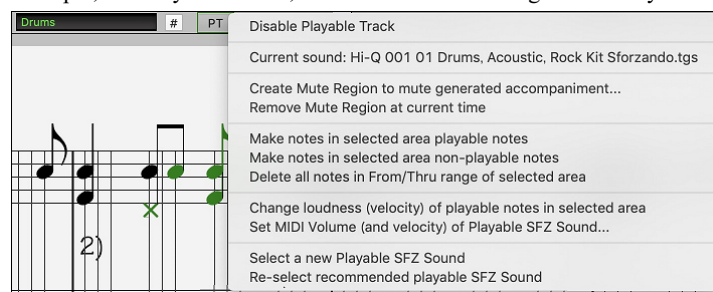 Drums # PT
Disable Playable Track
Current sound: Hi-Q 001 01 Drums, Acoustic, Rock Kit Sforzando.tgs
Create Mute Region to mute generated accompaniment...
Remove Mute Region at current time
Make notes in selected area playable notes
Make notes in selected area non-playable notes
Delete all notes in From/Thru range of selected area
Change loudness (velocity) of playable notes in selected area
Set MIDI Volume (and velocity) of Playable SFZ Sound...
Select a new Playable SFZ Sound
Re-select recommended playable SFZ Sound
2)